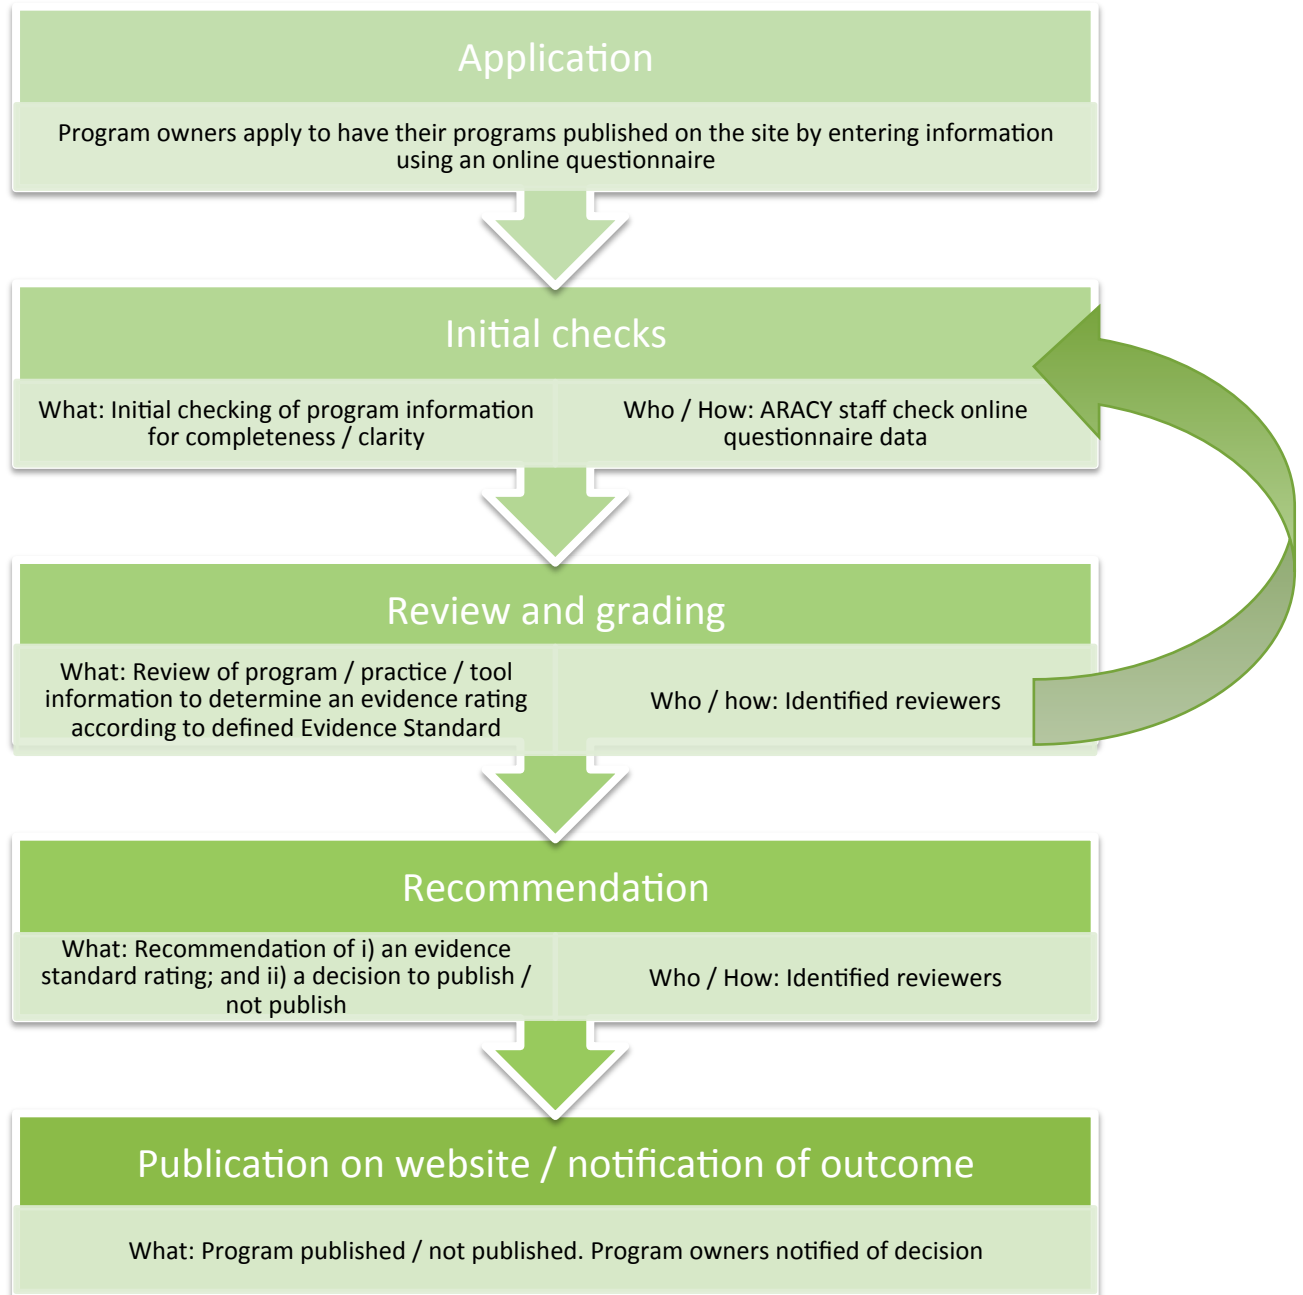 Application
Program owners apply to have their programs published on the site by entering information
using an online questionnaire
Initial checks
What: Initial checking of program information
for completeness / clarity
Who / How: ARACY staff check online
questionnaire data
Review and grading
What: Review of program / practice / tool
information to determine an evidence rating
according to defined Evidence Standard
Who / how: Identified reviewers
Recommendation
What: Recommendation of i) an evidence
standard rating; and ii) a decision to publish /
not publish
Who / How: Identified reviewers
Publication on website / notification of outcome
What: Program published / not published. Program owners notified of decision